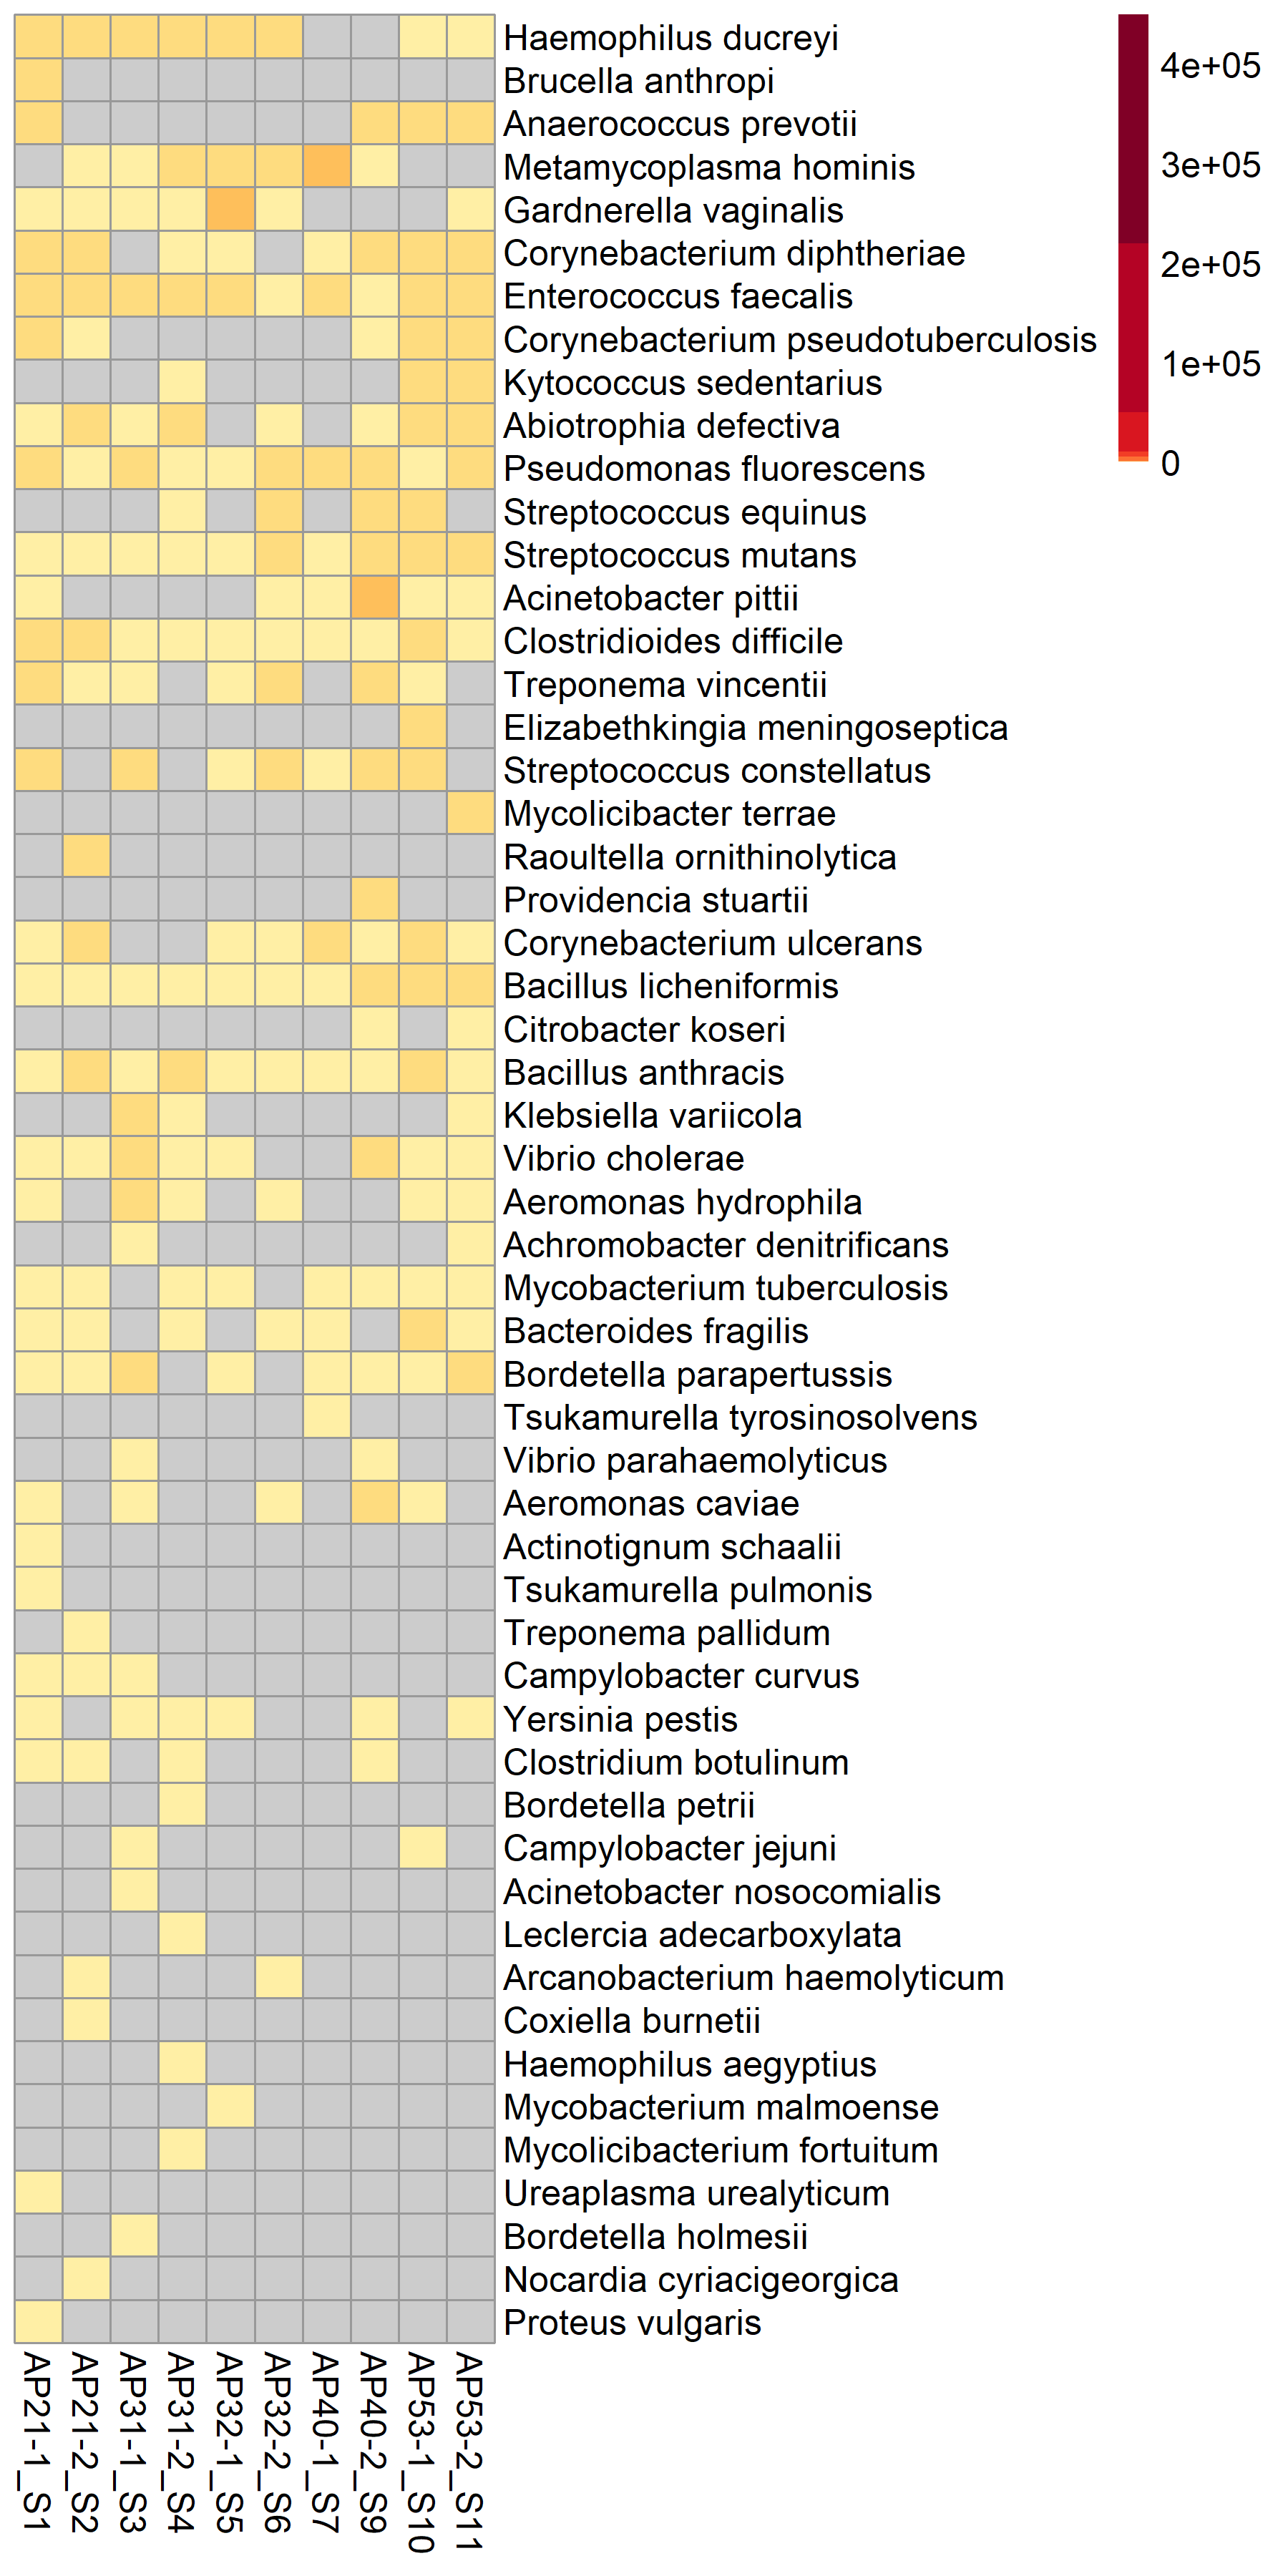 Haemophilus ducreyi
Brucella anthropi
Anaerococcus prevotii
Metamycoplasma hominis
Gardnerella vaginalis
Corynebacterium diphtheriae
Enterococcus faecalis
Corynebacterium pseudotuberculosis
Kytococcus sedentarius
Abiotrophia defectiva
Pseudomonas fluorescens
Streptococcus equinus
Streptococcus mutans
Acinetobacter pittii
Clostridioides difficile
Treponema vincentii
Elizabethkingia meningoseptica
Streptococcus constellatus
Mycolicibacter terrae
Raoultella ornithinolytica
Providencia stuartii
Corynebacterium ulcerans
Bacillus licheniformis
Citrobacter koseri
Bacillus anthracis
Klebsiella variicola
Vibrio cholerae
Aeromonas hydrophila
Achromobacter denitrificans
Mycobacterium tuberculosis
Bacteroides fragilis
Bordetella parapertussis
Tsukamurella tyrosinosolvens
Vibrio parahaemolyticus
Aeromonas caviae
Actinotignum schaalii
Tsukamurella pulmonis
Treponema pallidum
Campylobacter curvus
Yersinia pestis
Clostridium botulinum
Bordetella petrii
Campylobacter jejuni
Acinetobacter nosocomialis
Leclercia adecarboxylata
Arcanobacterium haemolyticum
Coxiella burnetii
Haemophilus aegyptius
Mycobacterium malmoense
Mycolicibacterium fortuitum
Ureaplasma urealyticum
Bordetella holmesii
Nocardia cyriacigeorgica
Proteus vulgaris
4e+05
3e+05
2e+05
1e+05
0
AP21-1_S1
AP21-2_S2
AP31-1_S3
AP31-2_S4
AP32-1_S5
AP32-2_S6
AP40-1_S7
AP40-2_S9
AP53-1_S10
AP53-2_S11